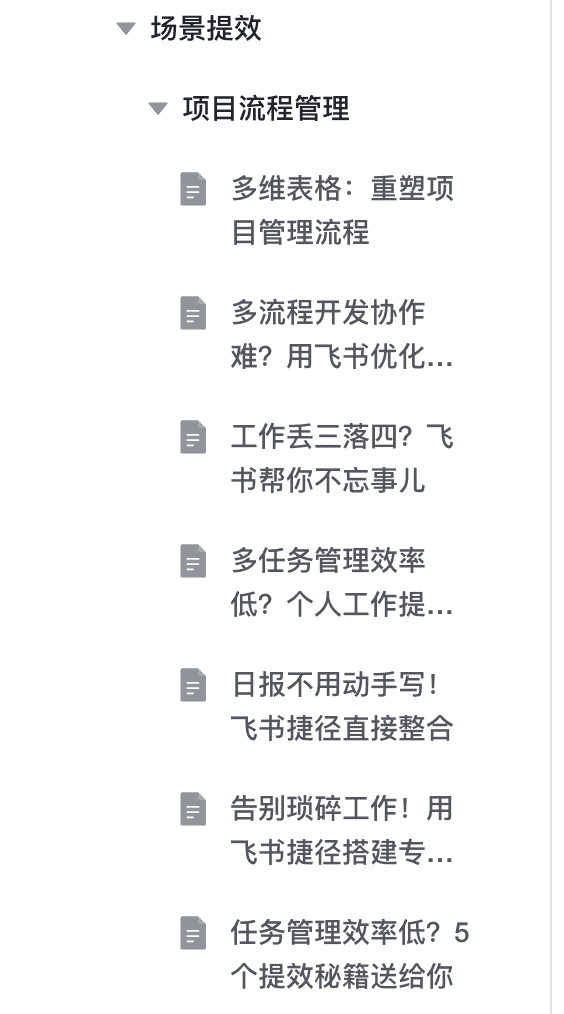 场景提效
项目流程管理
多维表格：重塑项
目管理流程
多流程开发协作
难？用飞书优化...
工作丢三落四？飞
书帮你不忘事儿
多任务管理效率
低？个人工作提...
日报不用动手写！
飞书捷径直接整合
告别琐碎工作！用
飞书捷径搭建专...
任务管理效率低？5
个提效秘籍送给你